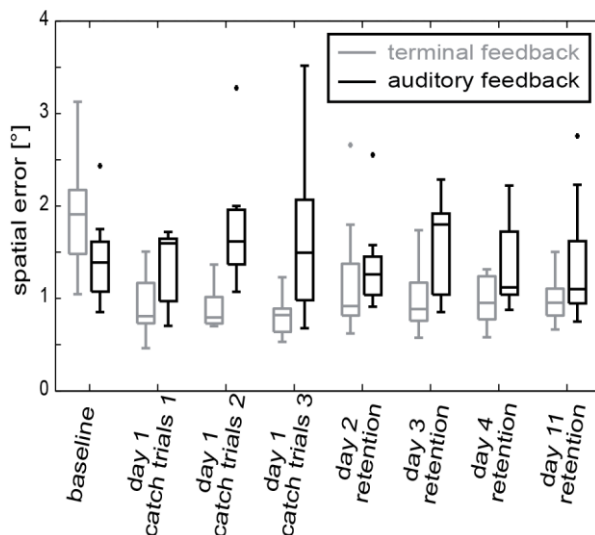 4
3
2
1
0
spatial error [°]
terminal feedback
auditory feedback
baseline
day 1
catch trials 1
day 1
catch trials 2
day 1
catch trials 3
day 2
retention
day 3
retention
day 4
retention
day 11
retention